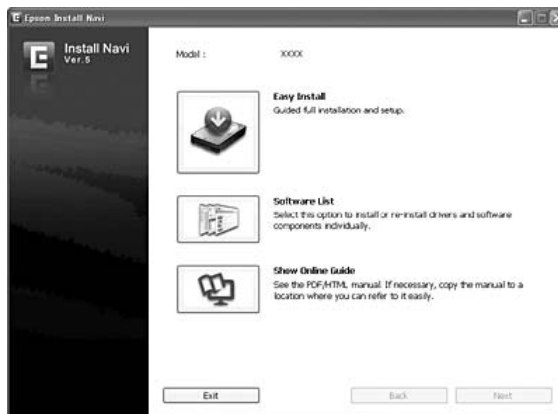 Epson Install Navi
Install Navi
Ver.5
Model :
XXXX
Easy Install
Guided full installation and setup.
Software List
Select this option to install or re-install drivers and software
components individually.
Show Online Guide
See the PDF/HTML manual. If necessary, copy the manual to a
location where you can refer to it easily.
Exit
Back
Next